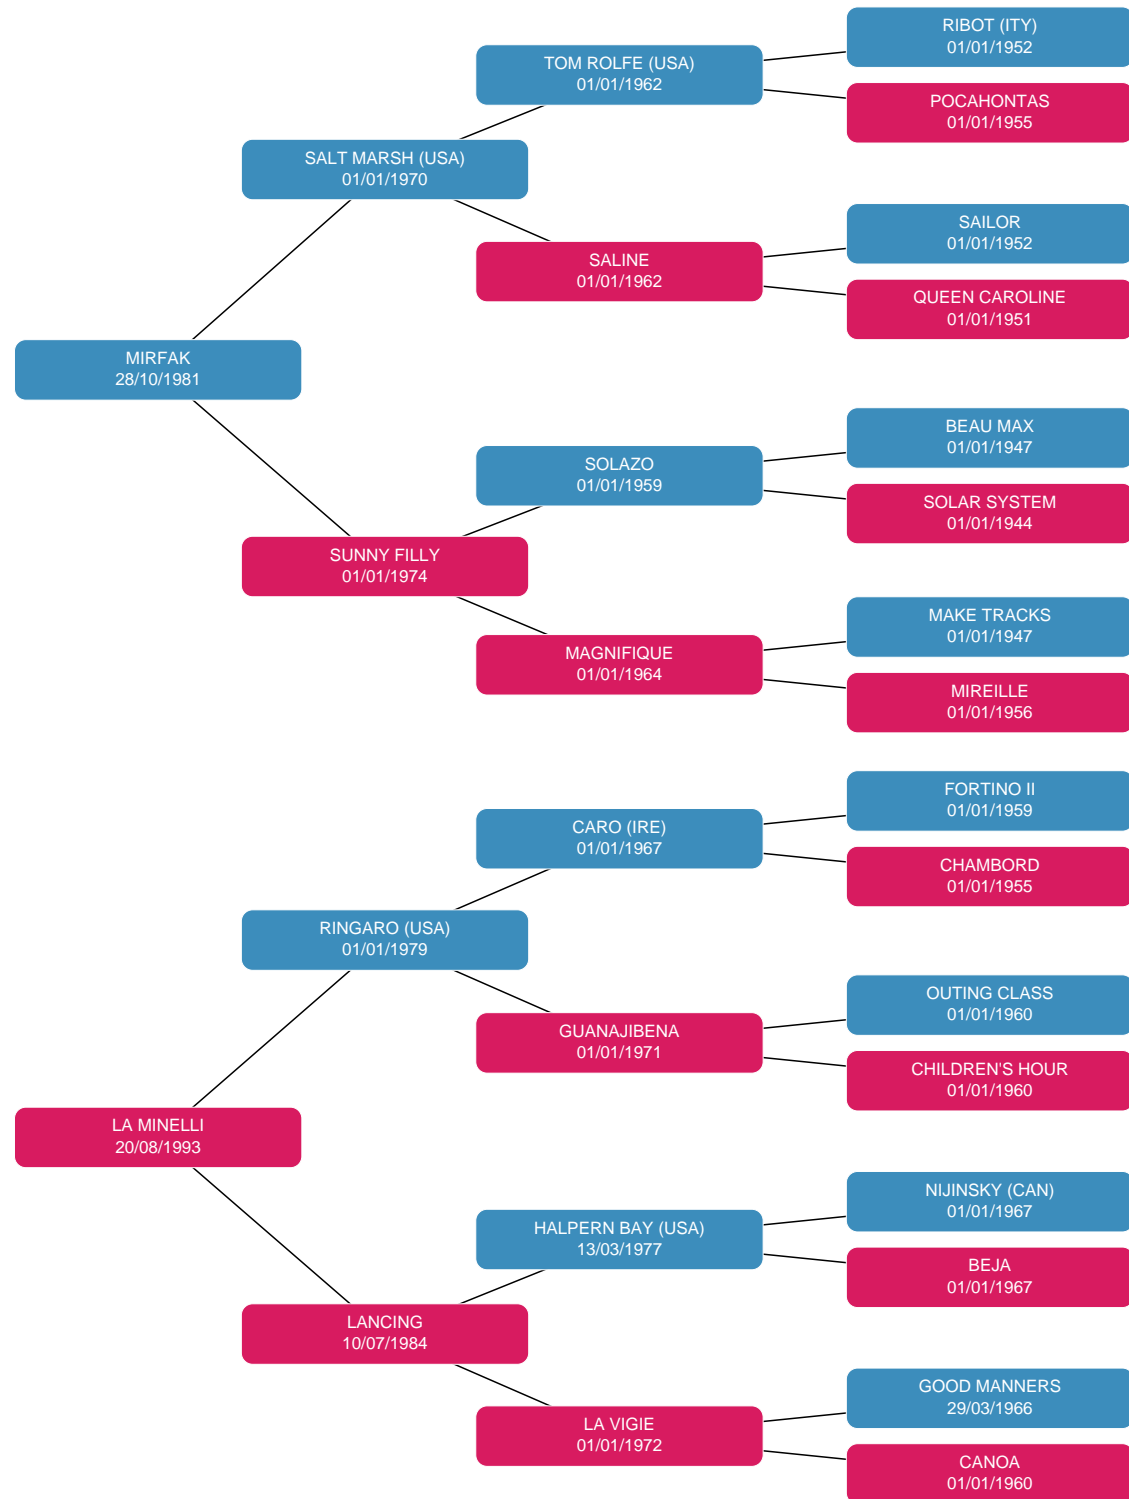 RIBOT (ITY)
01/01/1952
TOM ROLFE (USA)
01/01/1962
POCAHONTAS
01/01/1955
SALT MARSH (USA)
01/01/1970
SAILOR
01/01/1952
SALINE
01/01/1962
QUEEN CAROLINE
01/01/1951
MIRFAK
28/10/1981
BEAU MAX
01/01/1947
SOLAZO
01/01/1959
SOLAR SYSTEM
01/01/1944
SUNNY FILLY
01/01/1974
MAKE TRACKS
01/01/1947
MAGNIFIQUE
01/01/1964
MIREILLE
01/01/1956
FORTINO II
01/01/1959
CARO (IRE)
01/01/1967
CHAMBORD
01/01/1955
RINGARO (USA)
01/01/1979
OUTING CLASS
01/01/1960
GUANAJIBENA
01/01/1971
CHILDREN'S HOUR
01/01/1960
LA MINELLI
20/08/1993
NIJINSKY (CAN)
01/01/1967
HALPERN BAY (USA)
13/03/1977
BEJA
01/01/1967
LANCING
10/07/1984
GOOD MANNERS
29/03/1966
LA VIGIE
01/01/1972
CANOA
01/01/1960